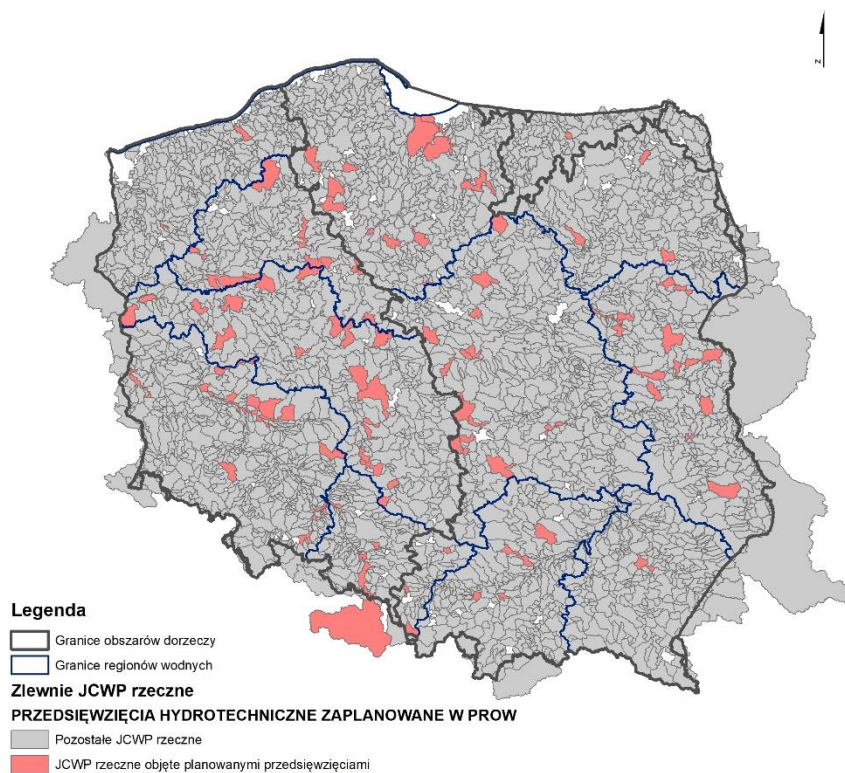 N
Legenda
Granice obszarów dorzeczy
Granice regionów wodnych
Zlewnie JCWP rzeczne
PRZEDSIĘWZIĘCIA HYDROTECHNICZNE ZAPLANOWANE W PROW
Pozostałe JCWP rzeczne
JCWP rzeczne objęte planowanymi przedsięwzięciami